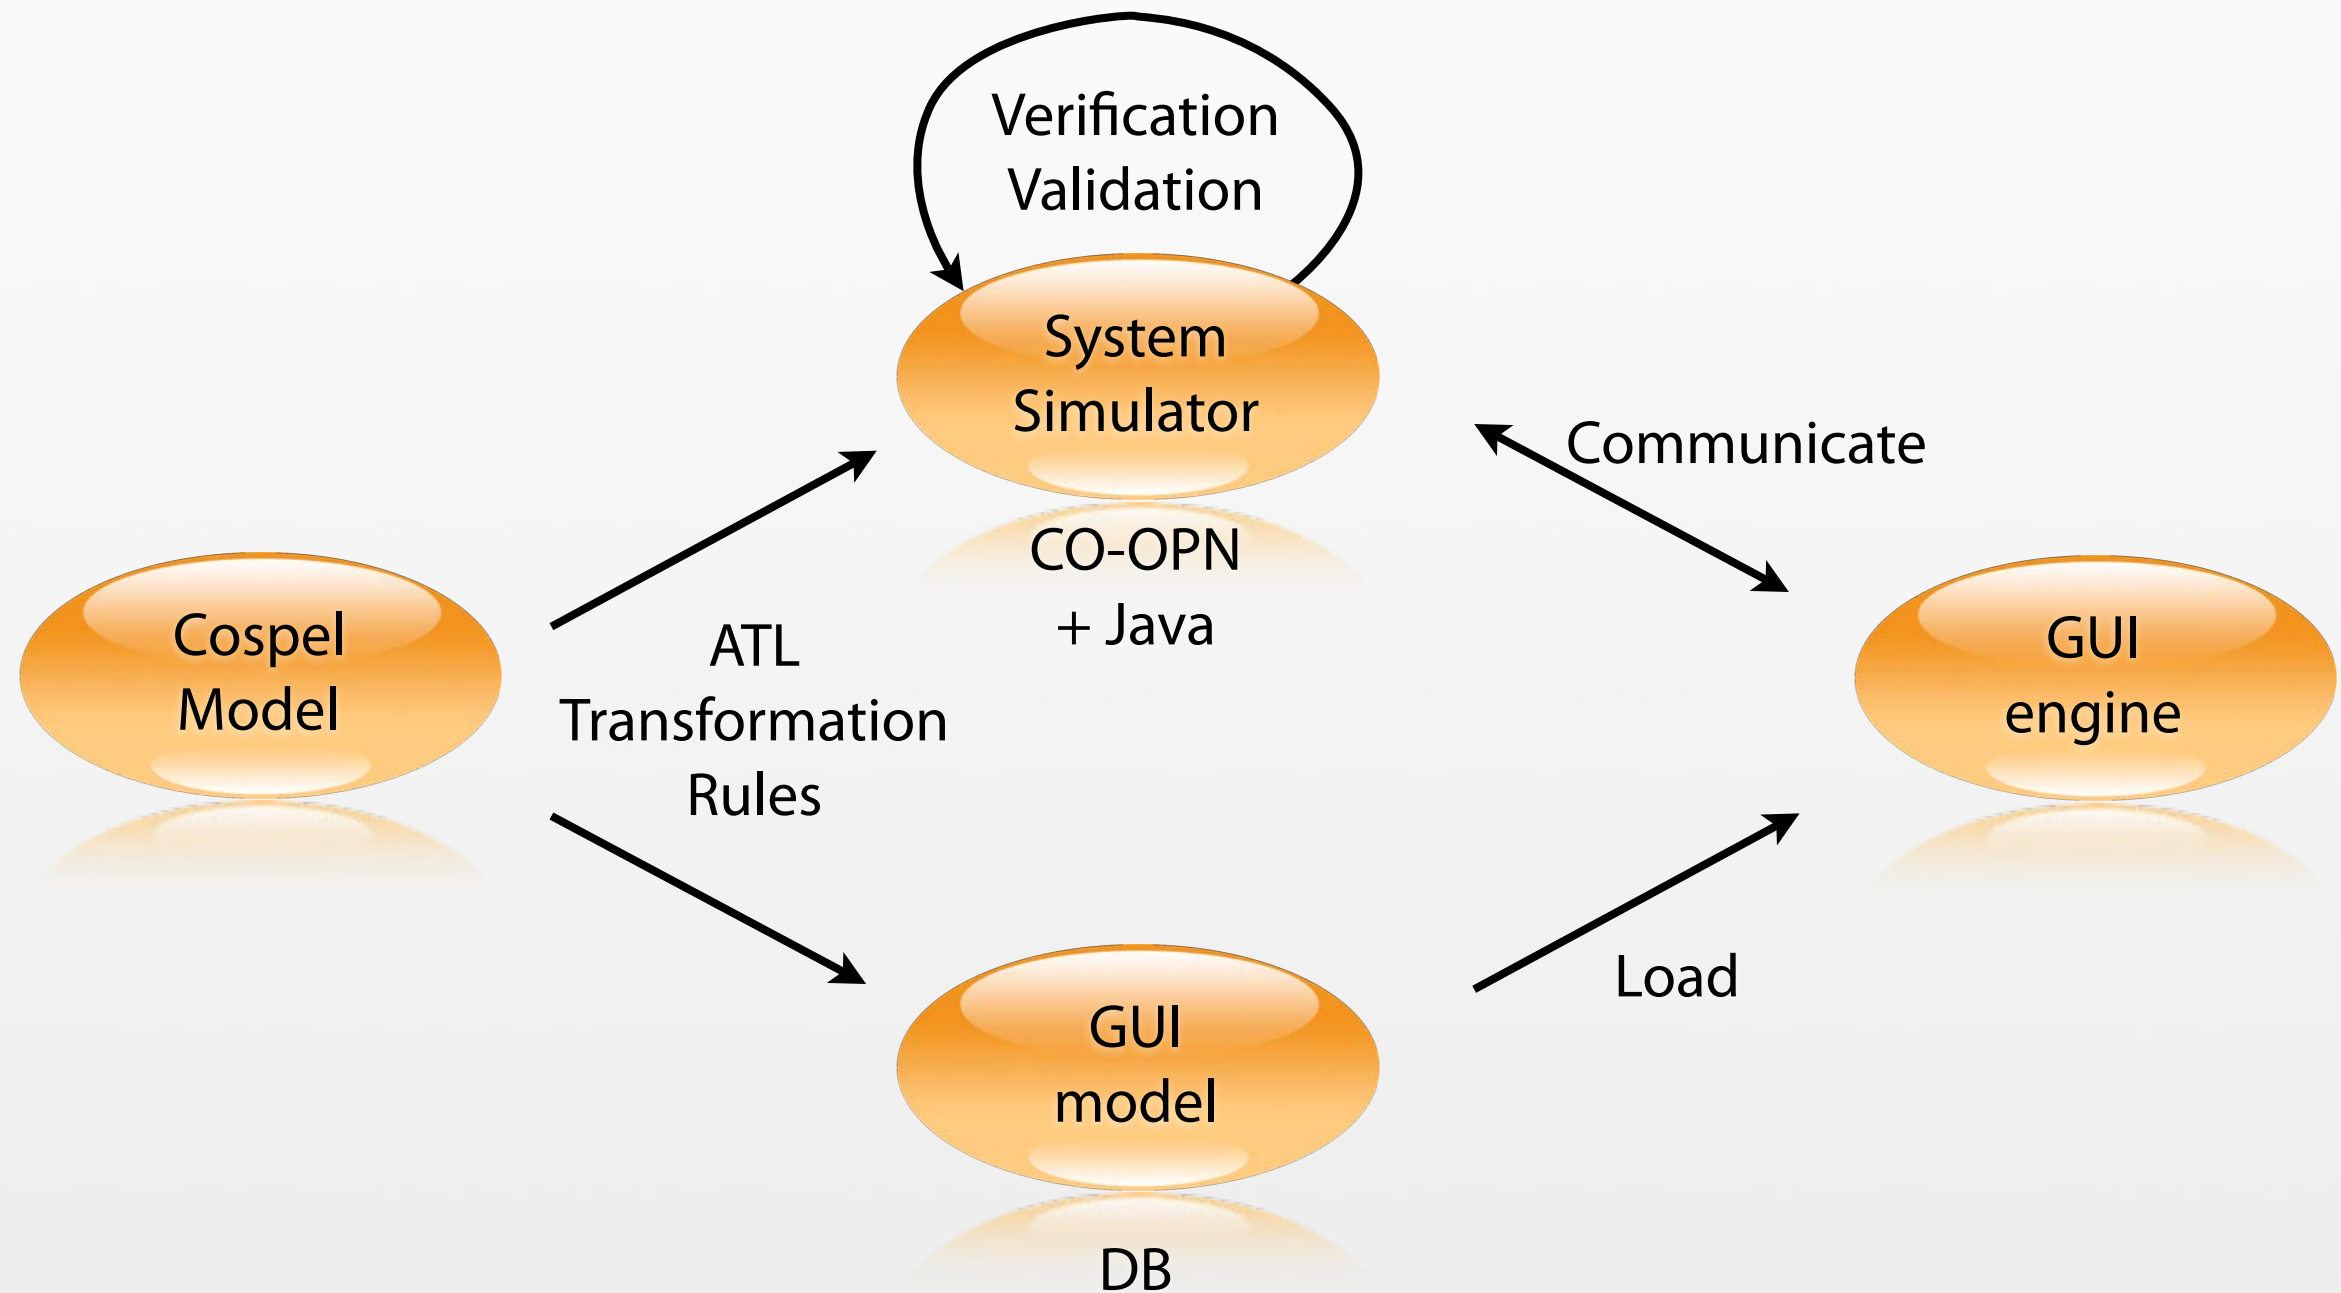 Verification
Validation
System
Simulator
CO-OPN
+ Java
Communicate
Cospel
Model
ATL
Transformation
Rules
GUI
engine
Load
GUI
model
DB